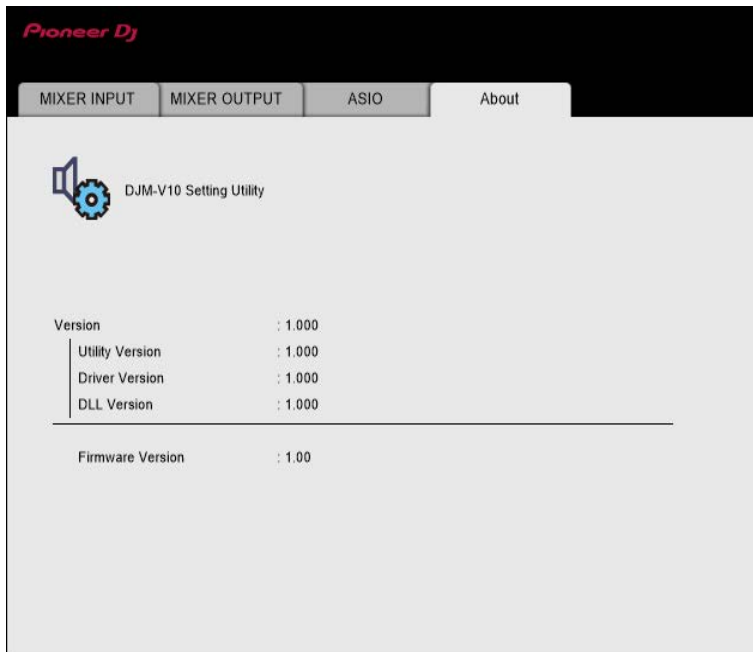 Pioneer Dj
MIXER INPUT MIXER OUTPUT ASIO About
DJM-V10 Setting Utility
Version : 1.000
Utility Version : 1.000
Driver Version : 1.000
DLL Version : 1.000
Firmware Version : 1.00